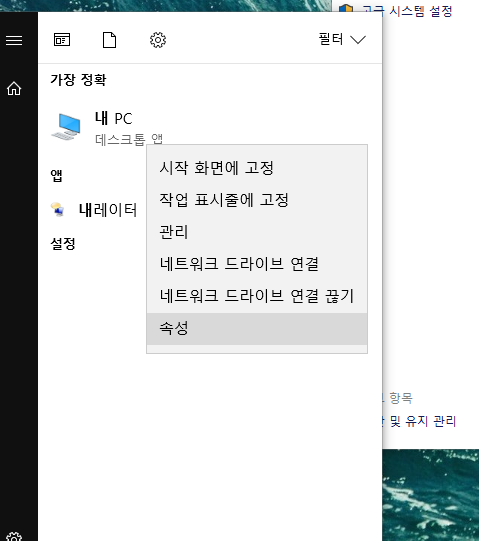 고급 시스템 설정
필터
가장 정확
내 PC
데스크톱 앱
앱
내레이터
설정
시작 화면에 고정
작업 표시줄에 고정
관리
네트워크 드라이브 연결
네트워크 드라이브 연결 끊기
속성
항목
및 유지 관리